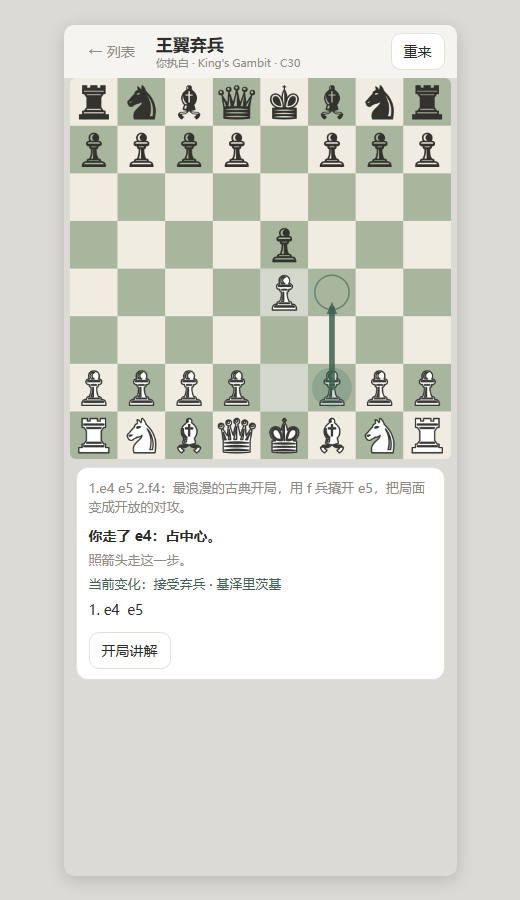 ← 列表
王翼弃兵
你执白 · King's Gambit · C30
重来
1.e4 e5 2.f4：最浪漫的古典开局，用 f 兵撬开 e5，把局面
变成开放的对攻。
你走了 e4：占中心。
照箭头走这一步。
当前变化：接受弃兵 · 基泽里茨基
1. e4 e5
开局讲解